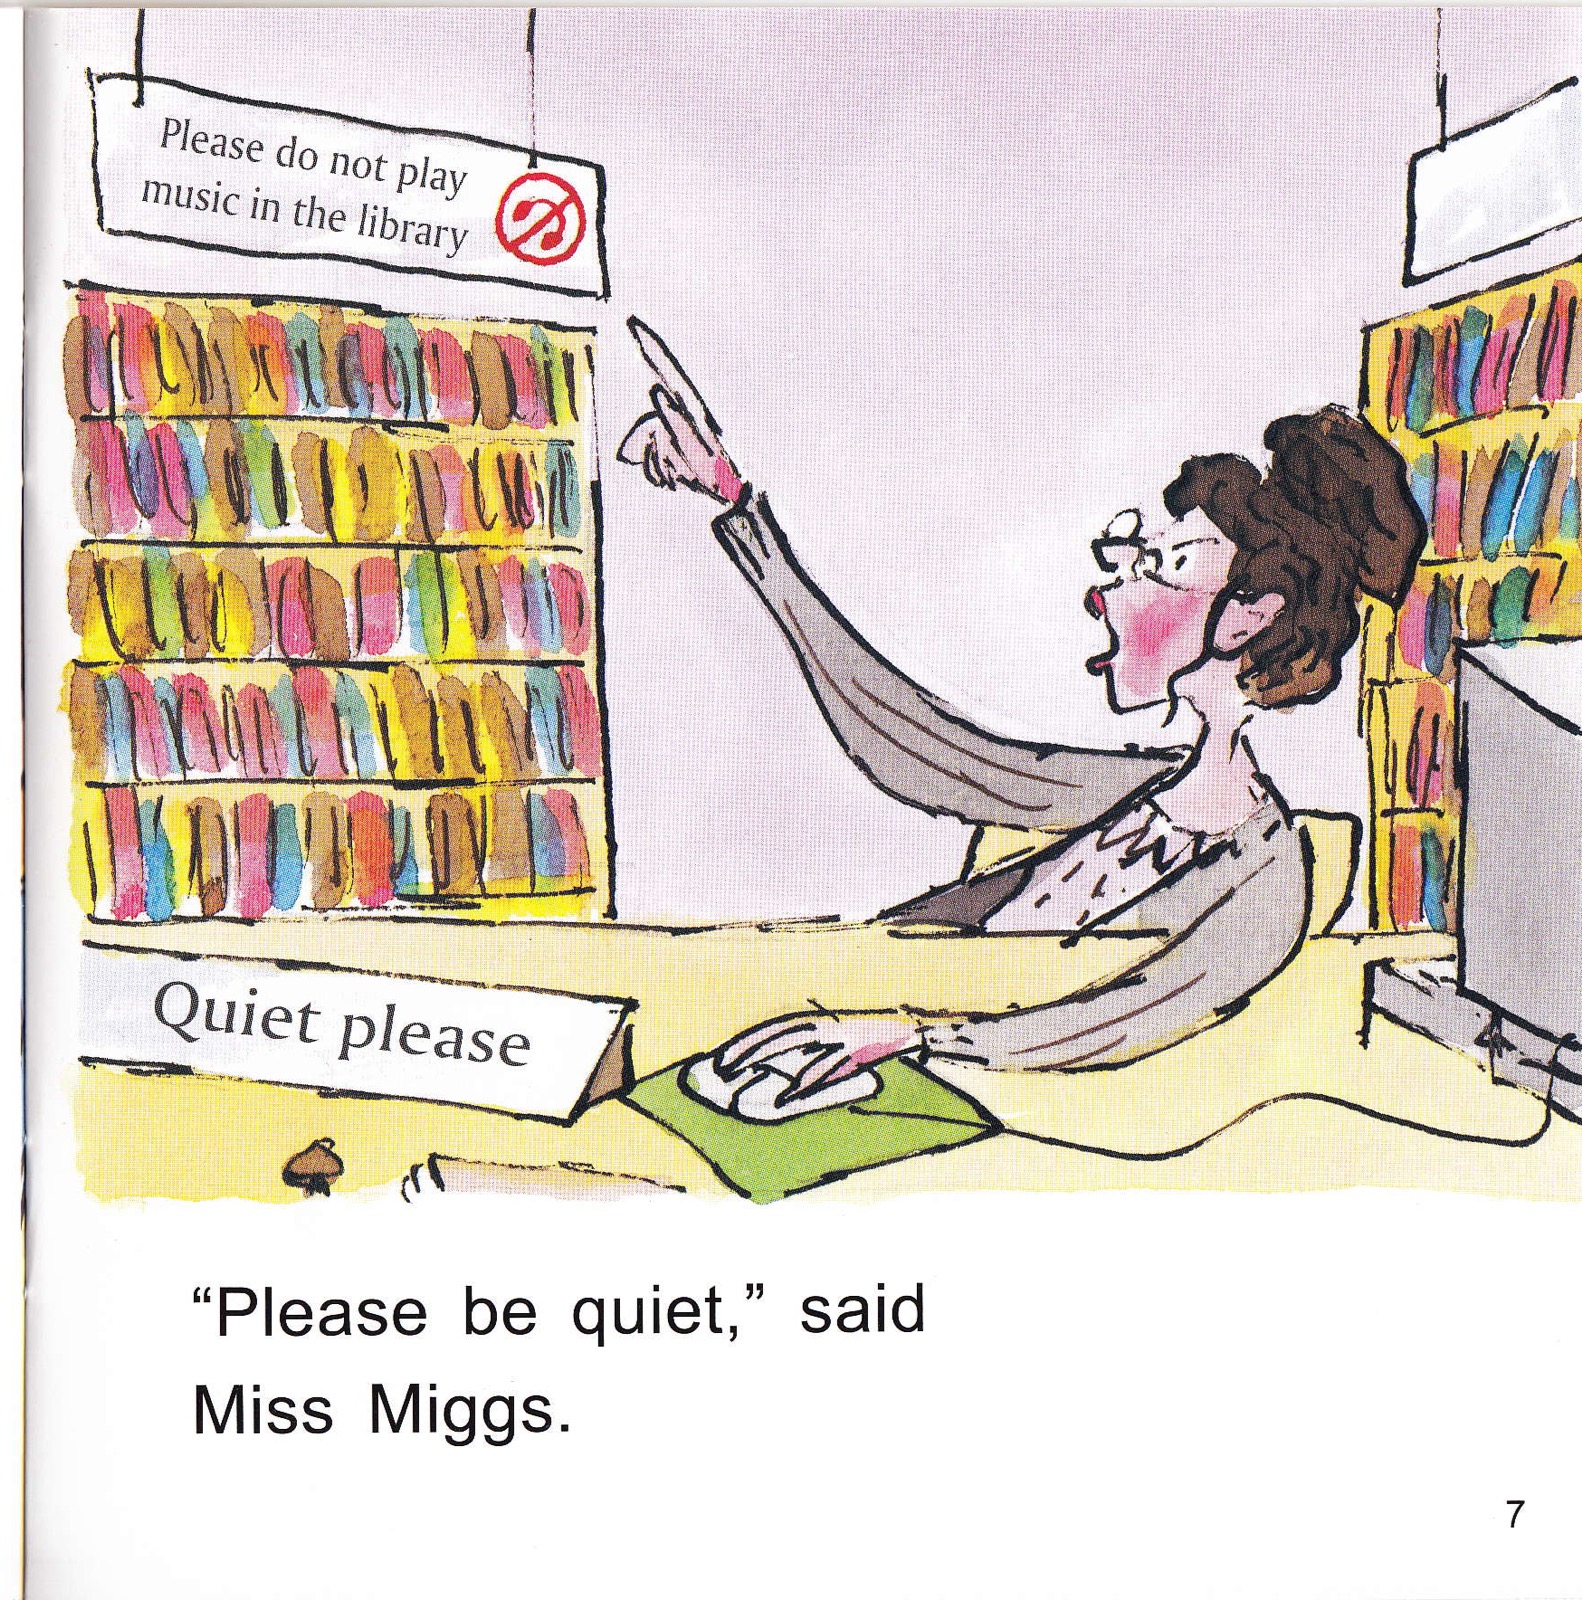 Please do not play
music in the library
Quiet please
“Please be quiet,” said
Miss Miggs.
7